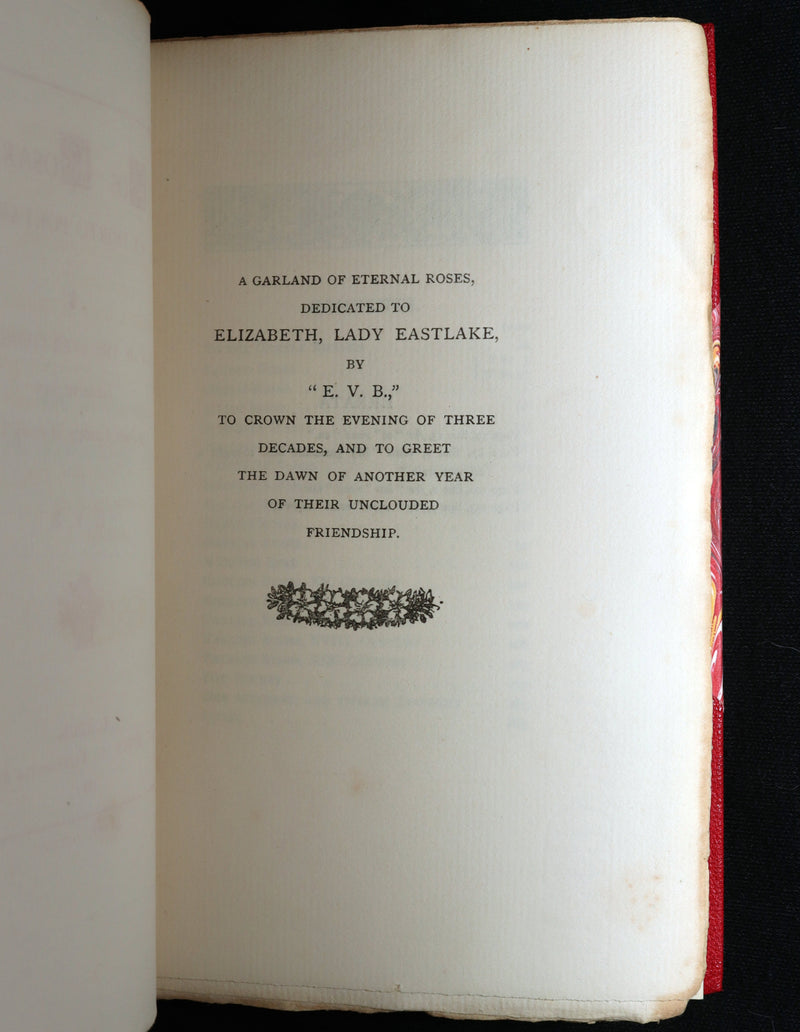 A GARLAND OF ETERNAL ROSES,
DEDICATED TO
ELIZABETH, LADY EASTLAKE,
BY
“ E. V. B.,”
TO CROWN THE EVENING OF THREE
DECADES, AND TO GREET
THE DAWN OF ANOTHER YEAR
OF THEIR UNCLOUDED
FRIENDSHIP.